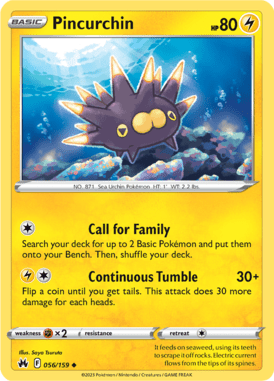 BASIC Pincurchin HP 80
NO. 871 Sea Urchin Pokémon HT: 1' WT: 2.2 lbs.
Call for Family
Search your deck for up to 2 Basic Pokémon and put them
onto your Bench. Then, shuffle your deck.
Continuous Tumble 30+
Flip a coin until you get tails. This attack does 30 more
damage for each heads.
weakness ×2 resistance retreat
Illus. Saya Tsuruta
F 056/159
It feeds on seaweed, using its teeth
to scrape it off rocks. Electric current
flows from the tips of its spines.
©2023 Pokémon / Nintendo / Creatures / GAME FREAK